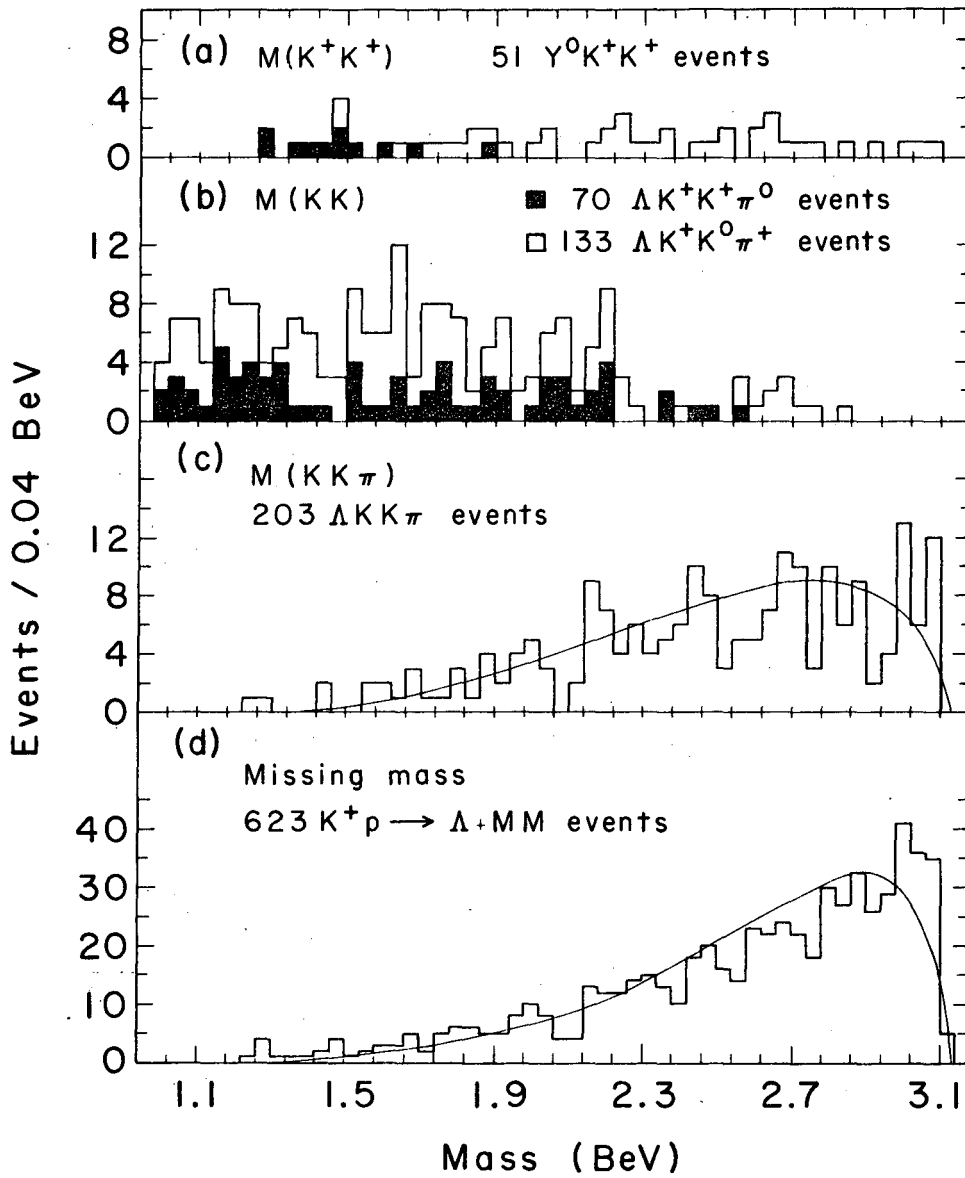 8
4
0
(a) M(K⁺K⁺) 51 Y⁰K⁺K⁺ events
12
8
4
0
(b) M(KK)
■ 70 ΛK⁺K⁺π⁰ events
□ 133 ΛK⁺K⁰π⁺ events
12
8
4
0
(c) M(KKπ)
203 ΛKKπ events
40
30
20
10
0
(d)
Missing mass
623 K⁺p → Λ+MM events
Events / 0.04 BeV
1.1 1.5 1.9 2.3 2.7 3.1
Mass (BeV)